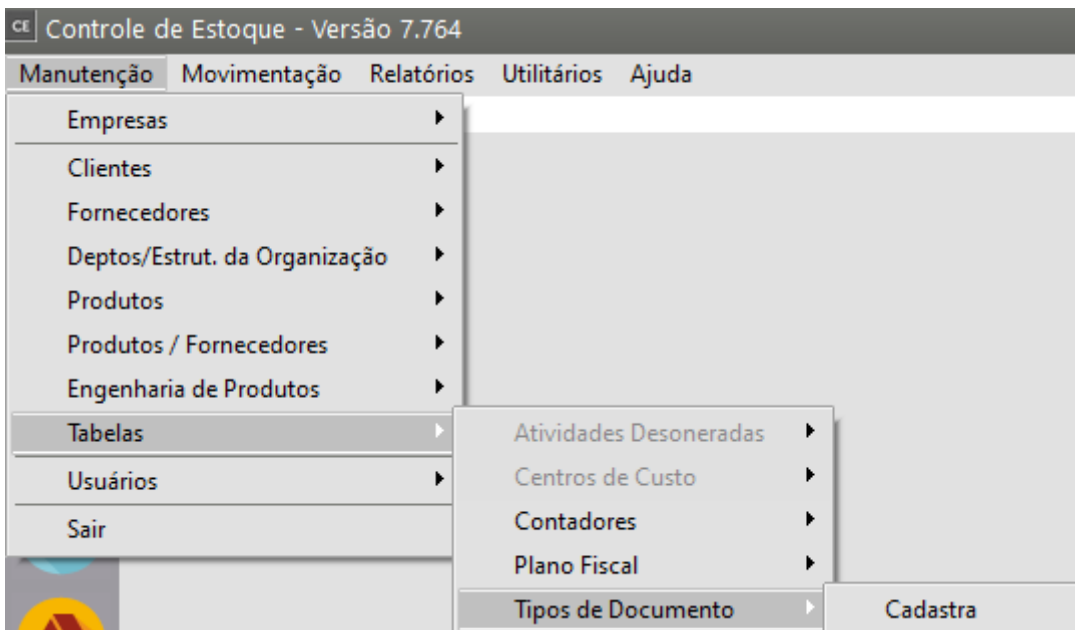 CE Controle de Estoque - Versão 7.764
Manutenção Movimentação Relatórios Utilitários Ajuda
Empresas
Clientes
Fornecedores
Deptos/Estrut. da Organização
Produtos
Produtos / Fornecedores
Engenharia de Produtos
Tabelas
Usuários
Sair
Atividades Desoneradas
Centros de Custo
Contadores
Plano Fiscal
Tipos de Documento
Cadastra